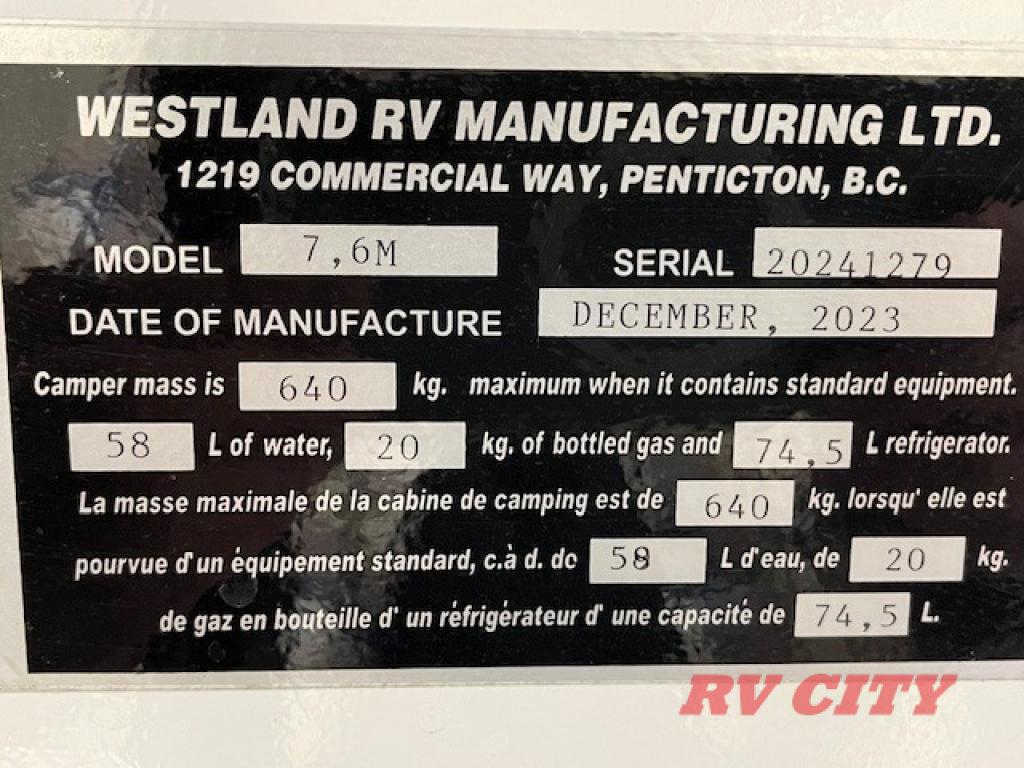 WESTLAND RV MANUFACTURING LTD.
1219 COMMERCIAL WAY, PENTICTON, B.C.
MODEL 7,6M SERIAL 20241279
DATE OF MANUFACTURE DECEMBER, 2023
Camper mass is 640 kg. maximum when it contains standard equipment.
58 L of water, 20 kg. of bottled gas and 74,5 L refrigerator.
La masse maximale de la cabine de camping est de 640 kg. lorsqu' elle est
pourvue d'un équipement standard, c.à d. de 58 L d'eau, de 20 kg.
de gaz en bouteille d' un réfrigérateur d' une capacité de 74,5 L.
RV CITY